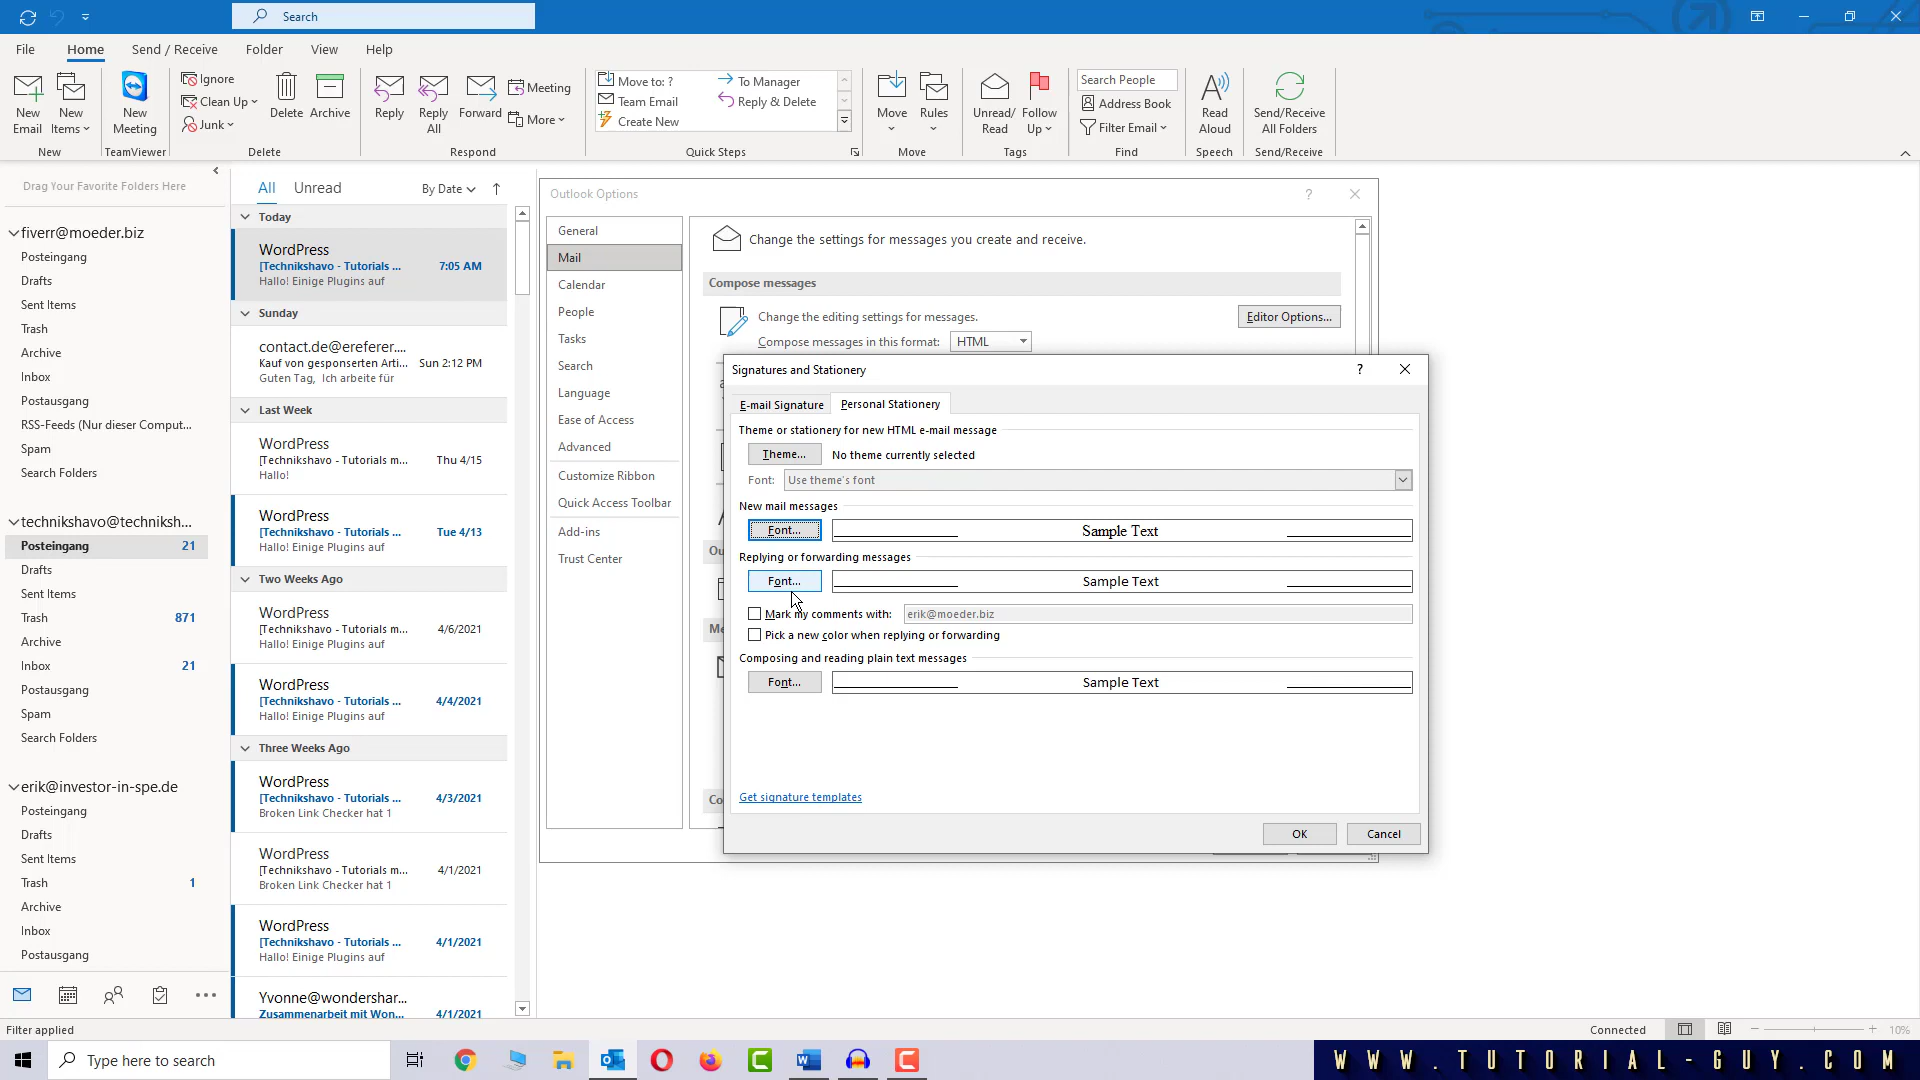 Search
File Home Send / Receive Folder View Help
New Email
New Items
New
New Meeting
TeamViewer
Ignore
Clean Up
Junk
Delete
Archive
Delete
Reply
Reply All
Forward
Meeting
More
Respond
Move to: ?
Team Email
Create New
To Manager
Reply & Delete
Quick Steps
Move
Rules
Move
Unread/ Read
Follow Up
Tags
Search People
Address Book
Filter Email
Find
Read Aloud
Speech
Send/Receive All Folders
Send/Receive
Drag Your Favorite Folders Here
fiverr@moeder.biz
Posteingang
Drafts
Sent Items
Trash
Archive
Inbox
Postausgang
RSS-Feeds (Nur dieser Comput...
Spam
Search Folders
technikshavo@techniksh...
Posteingang 21
Drafts
Sent Items
Trash 871
Archive
Inbox 21
Postausgang
Spam
Search Folders
erik@investor-in-spe.de
Posteingang
Drafts
Sent Items
Trash 1
Archive
Inbox
Postausgang
All Unread By Date
Today
WordPress
[Technikshavo - Tutorials ... 7:05 AM
Hallo! Einige Plugins auf
Sunday
contact.de@ereferer....
Kauf von gesponserten Arti... Sun 2:12 PM
Guten Tag, Ich arbeite für
Last Week
WordPress
[Technikshavo - Tutorials m... Thu 4/15
Hallo!
WordPress
[Technikshavo - Tutorials ... Tue 4/13
Hallo! Einige Plugins auf
Two Weeks Ago
WordPress
[Technikshavo - Tutorials m... 4/6/2021
Hallo! Einige Plugins auf
WordPress
[Technikshavo - Tutorials ... 4/4/2021
Hallo! Einige Plugins auf
Three Weeks Ago
WordPress
[Technikshavo - Tutorials ... 4/3/2021
Broken Link Checker hat 1
WordPress
[Technikshavo - Tutorials m... 4/1/2021
Broken Link Checker hat 1
WordPress
[Technikshavo - Tutorials ... 4/1/2021
Hallo! Einige Plugins auf
Yvonne@wondershar...
Zusammenarbeit mit Won... 4/1/2021
Outlook Options
General
Mail
Calendar
People
Tasks
Search
Language
Ease of Access
Advanced
Customize Ribbon
Quick Access Toolbar
Add-ins
Trust Center
Change the settings for messages you create and receive.
Compose messages
Change the editing settings for messages. Editor Options...
Compose messages in this format: HTML
Signatures and Stationery
E-mail Signature Personal Stationery
Theme or stationery for new HTML e-mail message
Theme... No theme currently selected
Font: Use theme's font
New mail messages
Font... Sample Text
Replying or forwarding messages
Font... Sample Text
Mark my comments with: erik@moeder.biz
Pick a new color when replying or forwarding
Composing and reading plain text messages
Font... Sample Text
Get signature templates
OK Cancel
Filter applied Connected 10%
Type here to search
WWW.TUTORIAL-GUY.COM